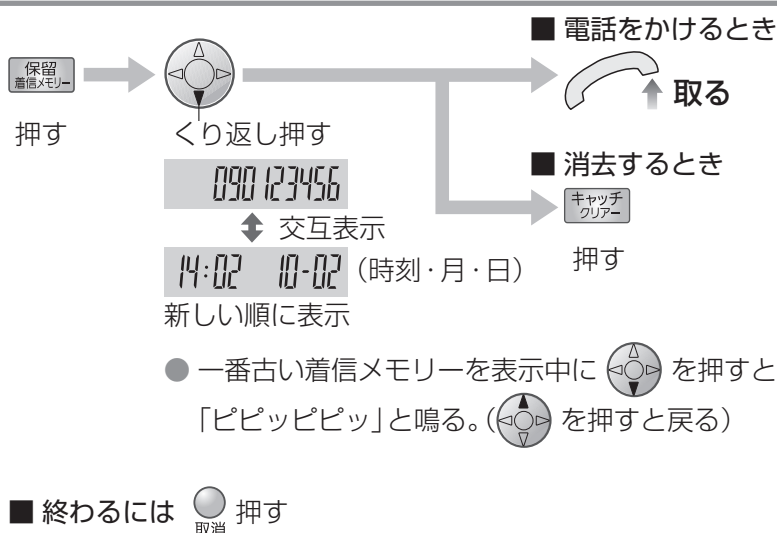 ■ 電話をかけるとき
保留
着信メモリー
取る
押す
くり返し押す
■ 消去するとき
090 123456
キャッチ
クリアー
交互表示
押す
14:02 10-02 (時刻・月・日)
新しい順に表示
● 一番古い着信メモリーを表示中に を押すと
「ピピッピピッ」と鳴る。( を押すと戻る)
■ 終わるには 押す
取消